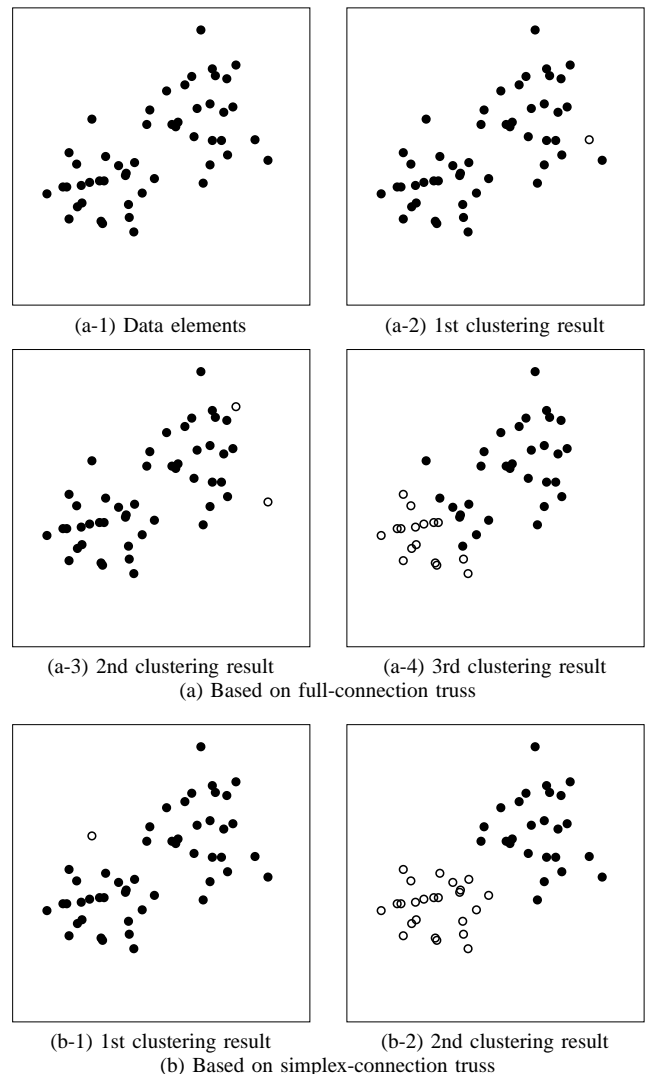 (a-1) Data elements
(a-2) 1st clustering result
(a-3) 2nd clustering result
(a-4) 3rd clustering result
(a) Based on full-connection truss
(b-1) 1st clustering result
(b-2) 2nd clustering result
(b) Based on simplex-connection truss